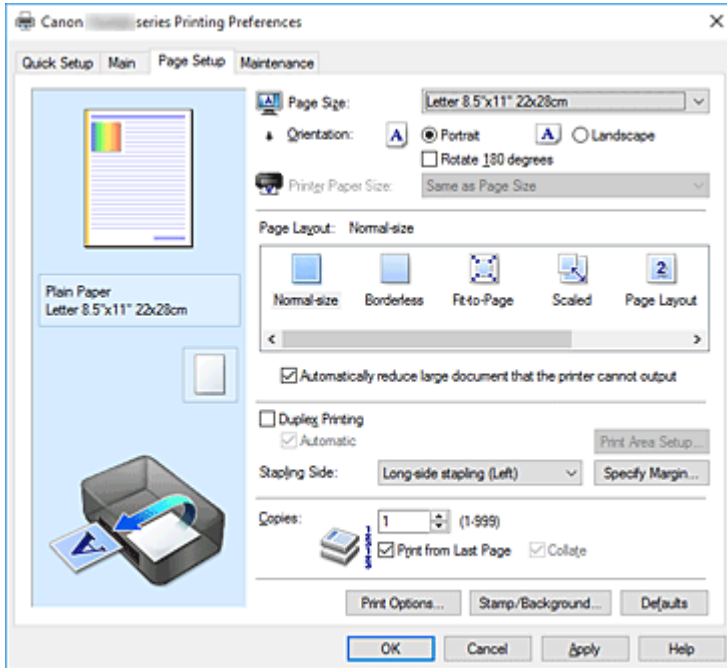 Canon series Printing Preferences
Quick Setup Main Page Setup Maintenance
Page Size: Letter 8.5"x11" 22x28cm
Orientation: A Portrait A Landscape
Rotate 180 degrees
Printer Paper Size: Same as Page Size
Page Layout: Normal-size
2
Normal-size Borderless Fit-to-Page Scaled Page Layout
Plain Paper
Letter 8.5"x11" 22x28cm
Automatically reduce large document that the printer cannot output
Duplex Printing
Automatic Print Area Setup...
Stapling Side: Long-side stapling (Left) Specify Margin...
A
Copies: 1 (1-999)
Print from Last Page Collate
Print Options... Stamp/Background... Defaults
OK Cancel Apply Help